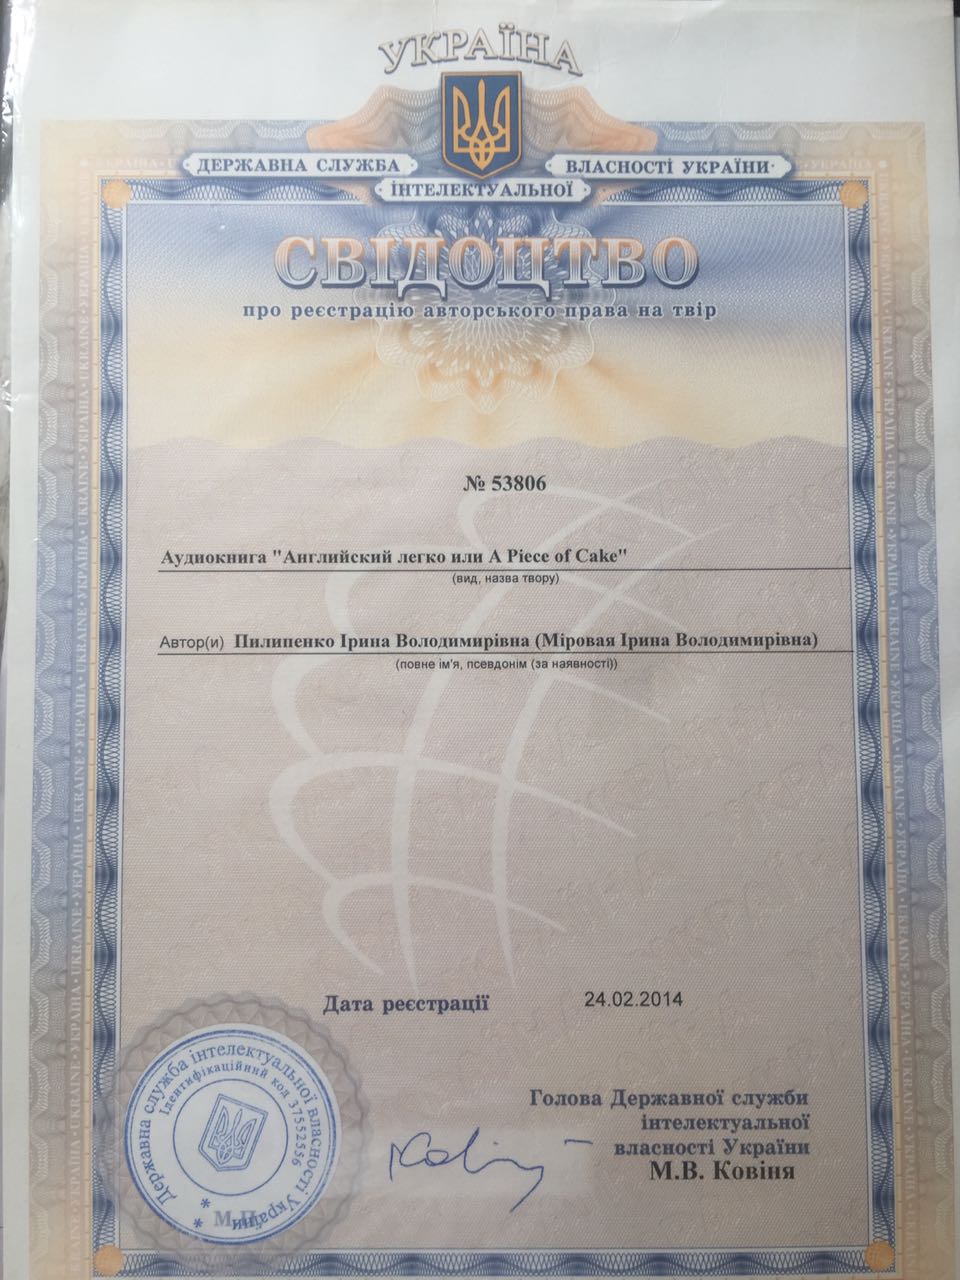 УКРАЇНА
ДЕРЖАВНА СЛУЖБА
ІНТЕЛЕКТУАЛЬНОЇ
ВЛАСНОСТІ УКРАЇНИ
СВІДОЦТВО
про реєстрацію авторського права на твір
№ 53806
Аудиокнига "Английский легко или A Piece of Cake"
(вид, назва твору)
Автор(и) Пилипенко Ірина Володимирівна (Міровая Ірина Володимирівна)
(повне ім'я, псевдонім (за наявності))
Дата реєстрації 24.02.2014
Голова Державної служби
інтелектуальної
власності України
М.В. Ковіня
Державна служба інтелектуальної власності України
Ідентифікаційний код 37552556
М.П.